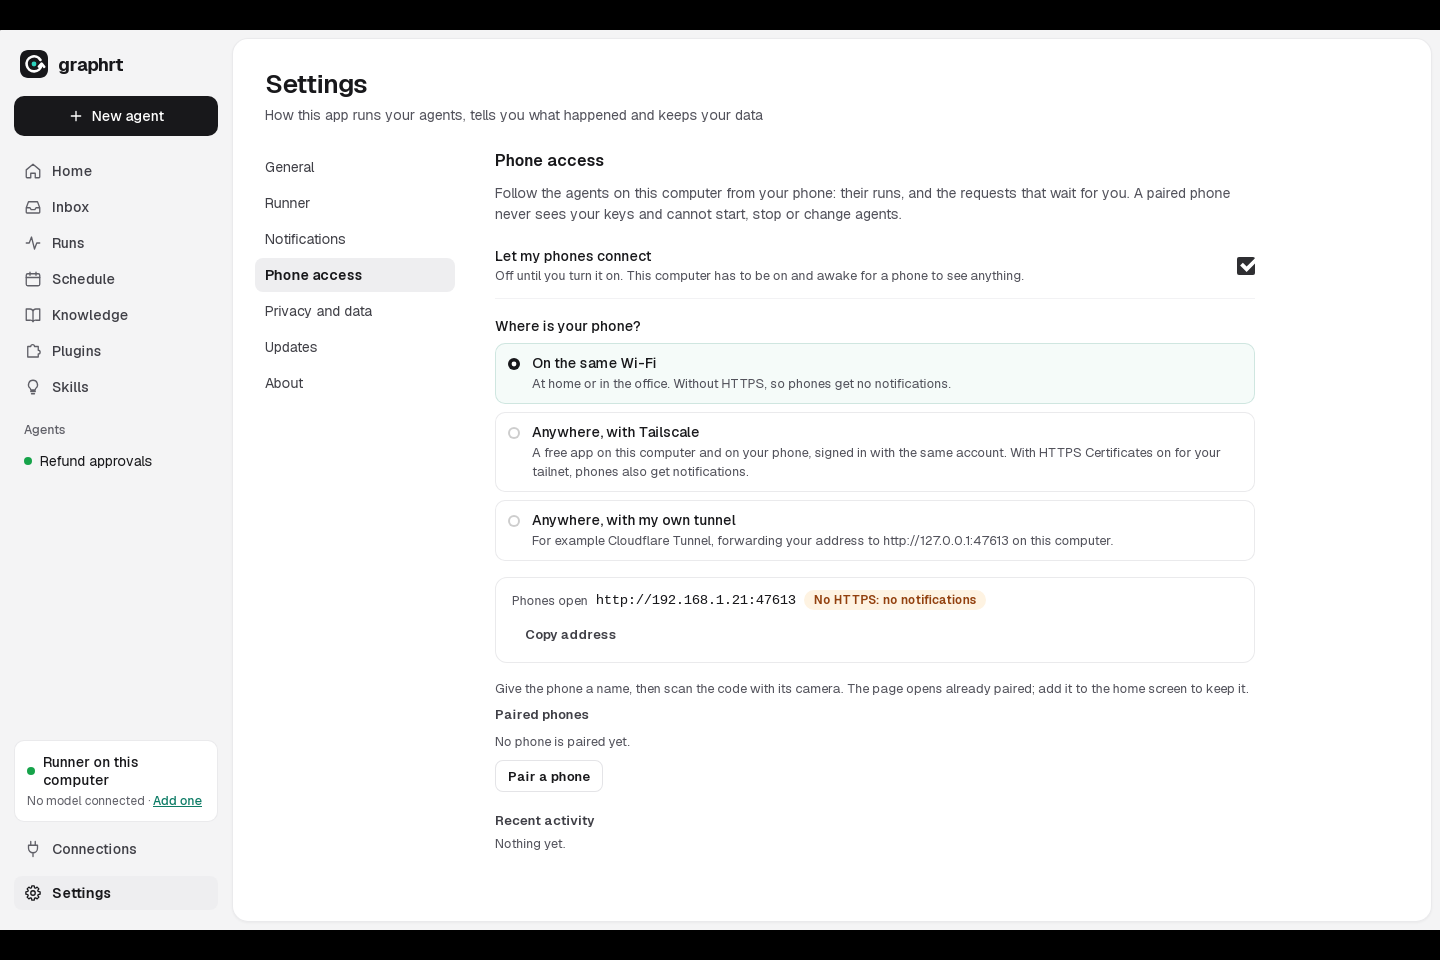 graphrt
New agent
Home
Inbox
Runs
Schedule
Knowledge
Plugins
Skills
Agents
Refund approvals
Runner on this
computer
No model connected · Add one
Connections
Settings
Settings
How this app runs your agents, tells you what happened and keeps your data
General
Runner
Notifications
Phone access
Privacy and data
Updates
About
Phone access
Follow the agents on this computer from your phone: their runs, and the requests that wait for you. A paired phone
never sees your keys and cannot start, stop or change agents.
Let my phones connect
Off until you turn it on. This computer has to be on and awake for a phone to see anything.
Where is your phone?
On the same Wi-Fi
At home or in the office. Without HTTPS, so phones get no notifications.
Anywhere, with Tailscale
A free app on this computer and on your phone, signed in with the same account. With HTTPS Certificates on for your
tailnet, phones also get notifications.
Anywhere, with my own tunnel
For example Cloudflare Tunnel, forwarding your address to http://127.0.0.1:47613 on this computer.
Phones open http://192.168.1.21:47613 No HTTPS: no notifications
Copy address
Give the phone a name, then scan the code with its camera. The page opens already paired; add it to the home screen to keep it.
Paired phones
No phone is paired yet.
Pair a phone
Recent activity
Nothing yet.